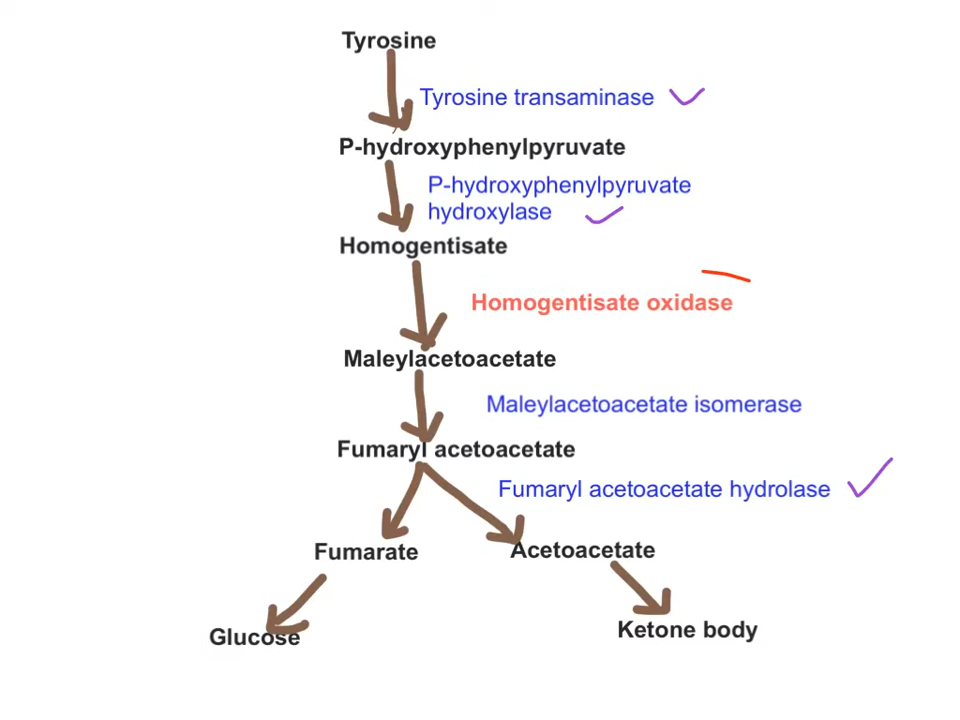 Tyrosine
Tyrosine transaminase
P-hydroxyphenylpyruvate
P-hydroxyphenylpyruvate
hydroxylase
Homogentisate
Homogentisate oxidase
Maleylacetoacetate
Maleylacetoacetate isomerase
Fumaryl acetoacetate
Fumaryl acetoacetate hydrolase
Fumarate
Acetoacetate
Glucose
Ketone body